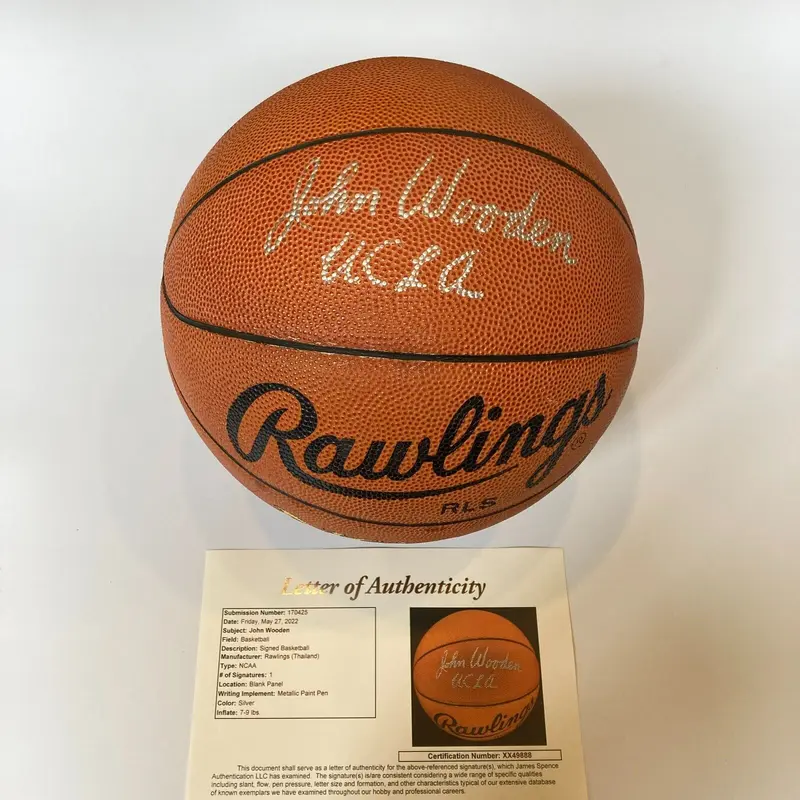 John Wooden
UCLA
Rawlings ®
RLS
Letter of Authenticity
Submission Number: 170425
Date: Friday, May 27, 2022
Subject: John Wooden
Field: Basketball
Description: Signed Basketball
Manufacturer: Rawlings (Thailand)
Type: NCAA
# of Signatures: 1
Location: Blank Panel
Writing Implement: Metallic Paint Pen
Color: Silver
Inflate: 7-9 lbs
John Wooden
UCLA
Rawlings
Certification Number: XX49888
This document shall serve as a letter of authenticity for the above-referenced signature(s), which James Spence
Authentication LLC has examined. The signature(s) is/are consistent considering a wide range of specific qualities
including slant, flow, pen pressure, letter size and formation, and other characteristics typical of our extensive database
of known exemplars we have examined throughout our hobby and professional careers.